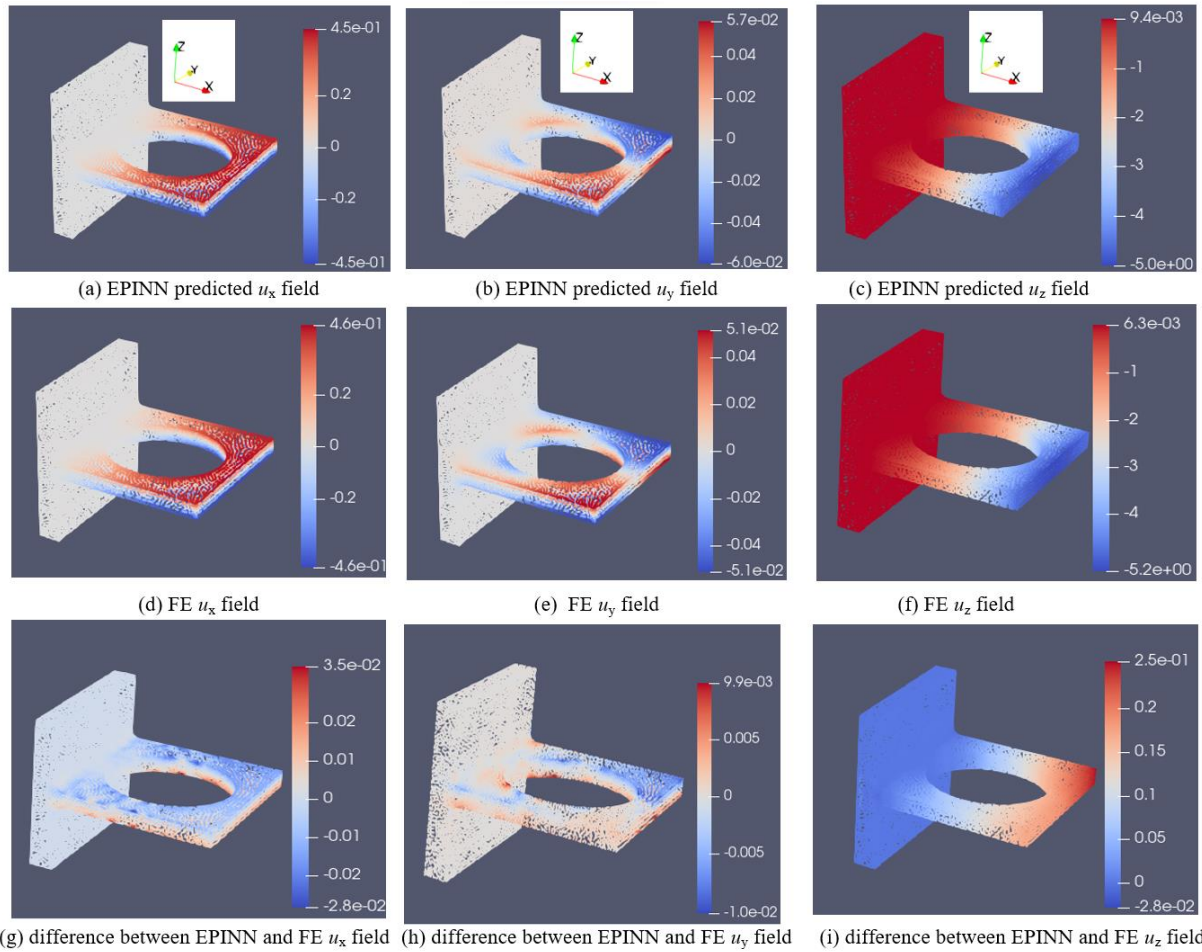 4.5e-01
0.2
0
-0.2
-4.5e-01
Z
Y
X
5.7e-02
0.04
0.02
0
-0.02
-0.04
-6.0e-02
Z
Y
X
9.4e-03
-1
-2
-3
-4
-5.0e+00
Z
Y
X
(a) EPINN predicted ux field
(b) EPINN predicted uy field
(c) EPINN predicted uz field
4.6e-01
0.2
0
-0.2
-4.6e-01
5.1e-02
0.04
0.02
0
-0.02
-0.04
-5.1e-02
6.3e-03
-1
-2
-3
-4
-5.2e+00
(d) FE ux field
(e) FE uy field
(f) FE uz field
3.5e-02
0.02
0.01
0
-0.01
-0.02
-2.8e-02
9.9e-03
0.005
0
-0.005
-1.0e-02
2.5e-01
0.2
0.15
0.1
0.05
0
-2.8e-02
(g) difference between EPINN and FE ux field
(h) difference between EPINN and FE uy field
(i) difference between EPINN and FE uz field